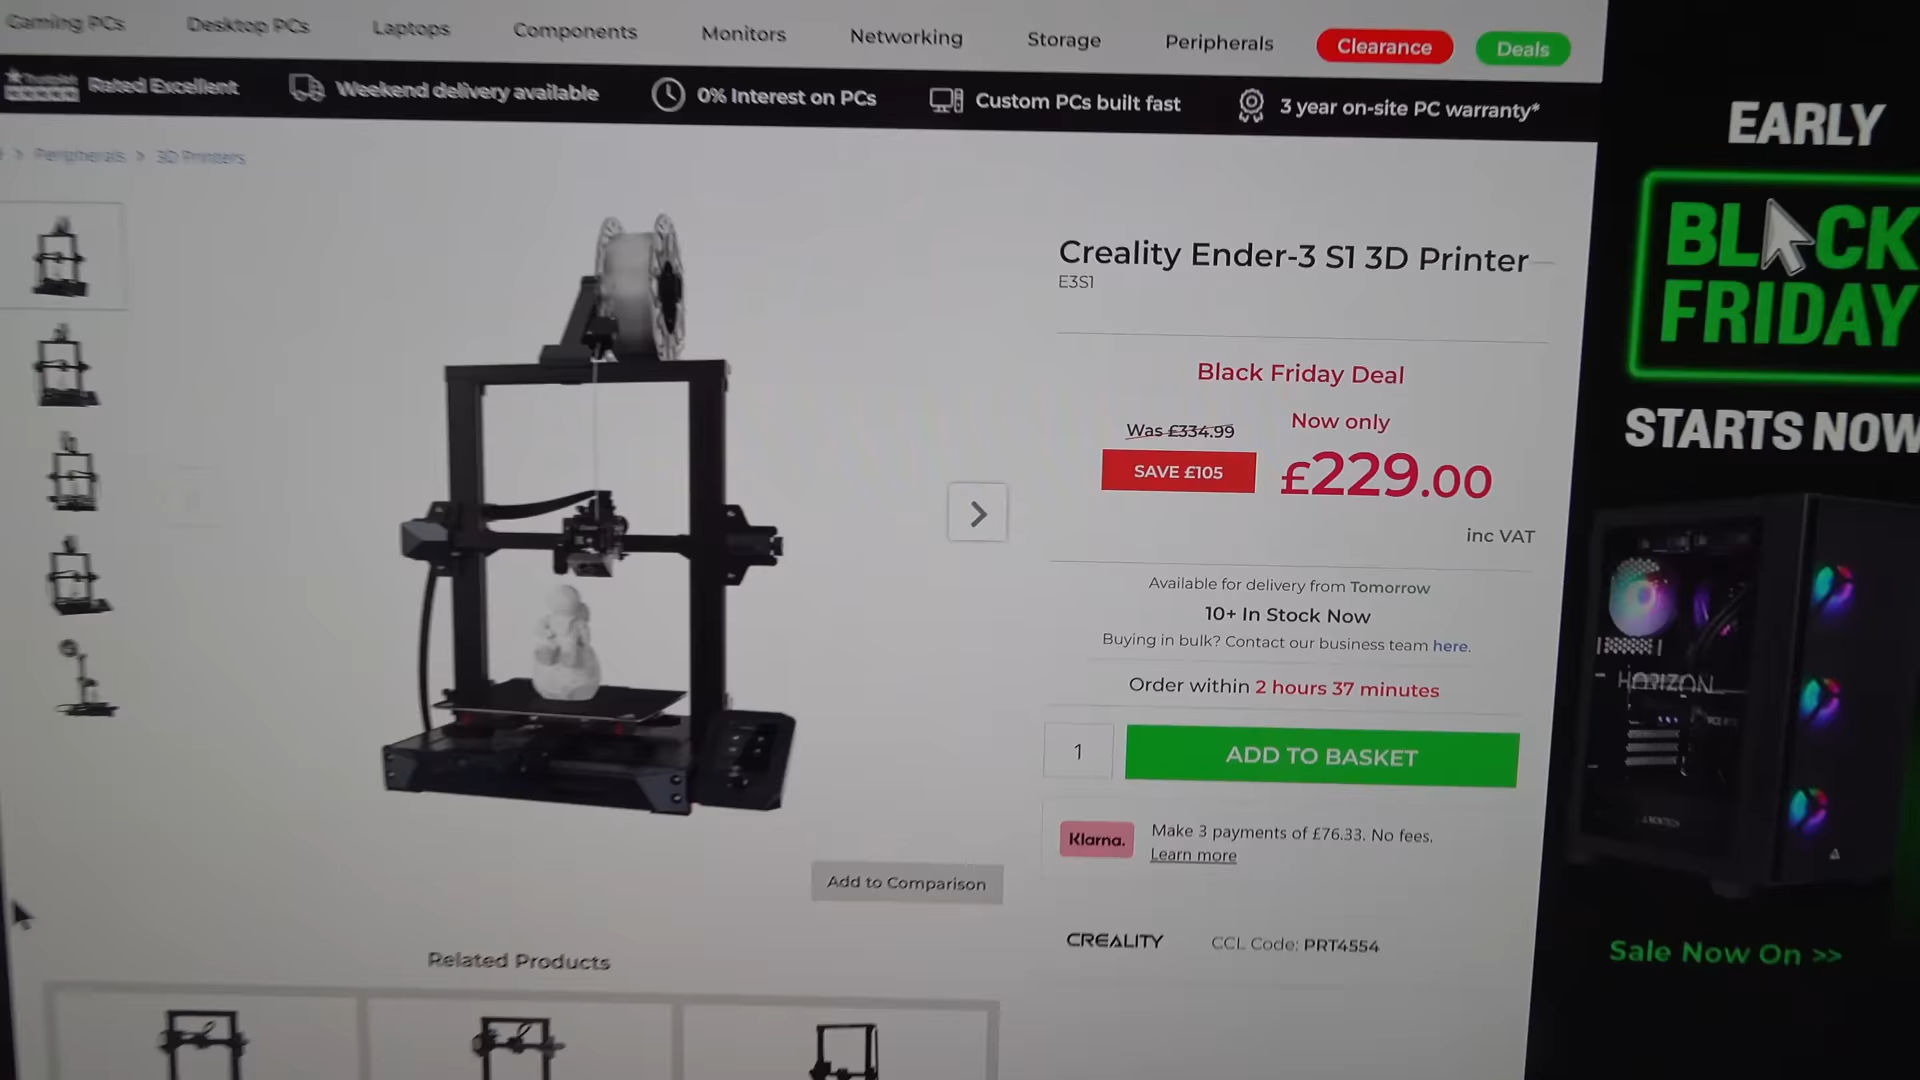 Gaming PCs Desktop PCs Laptops Components Monitors Networking Storage Peripherals Clearance Deals
Rated Excellent Weekend delivery available 0% Interest on PCs Custom PCs built fast 3 year on-site PC warranty*
> Peripherals > 3D Printers
Creality Ender-3 S1 3D Printer
E3S1
Black Friday Deal
Was £334.99
SAVE £105
Now only
£229.00
inc VAT
Available for delivery from Tomorrow
10+ In Stock Now
Buying in bulk? Contact our business team here.
Order within 2 hours 37 minutes
1 ADD TO BASKET
Klarna. Make 3 payments of £76.33. No fees.
Learn more
Add to Comparison
CREALITY CCL Code: PRT4554
Related Products
EARLY
BLACK
FRIDAY
STARTS NOW
HORIZON
Sale Now On >>